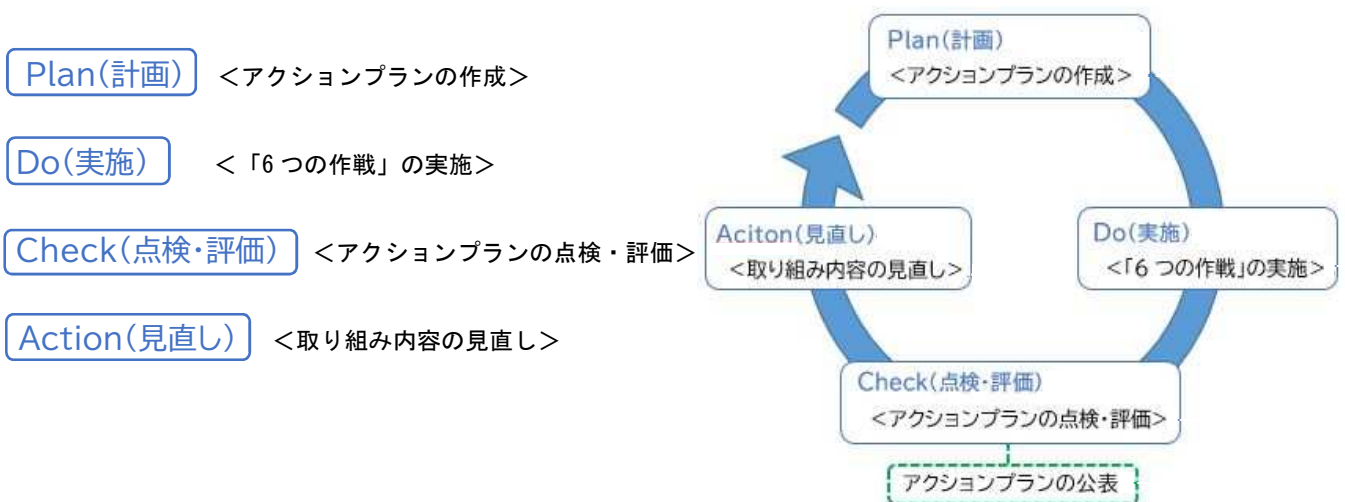 Plan(計画) <アクションプランの作成>
Do(実施) <「6つの作戦」の実施>
Check(点検・評価) <アクションプランの点検・評価>
Action(見直し) <取り組み内容の見直し>
Plan(計画)
<アクションプランの作成>
Aciton(見直し)
<取り組み内容の見直し>
Do(実施)
<「6つの作戦」の実施>
Check(点検・評価)
<アクションプランの点検・評価>
アクションプランの公表